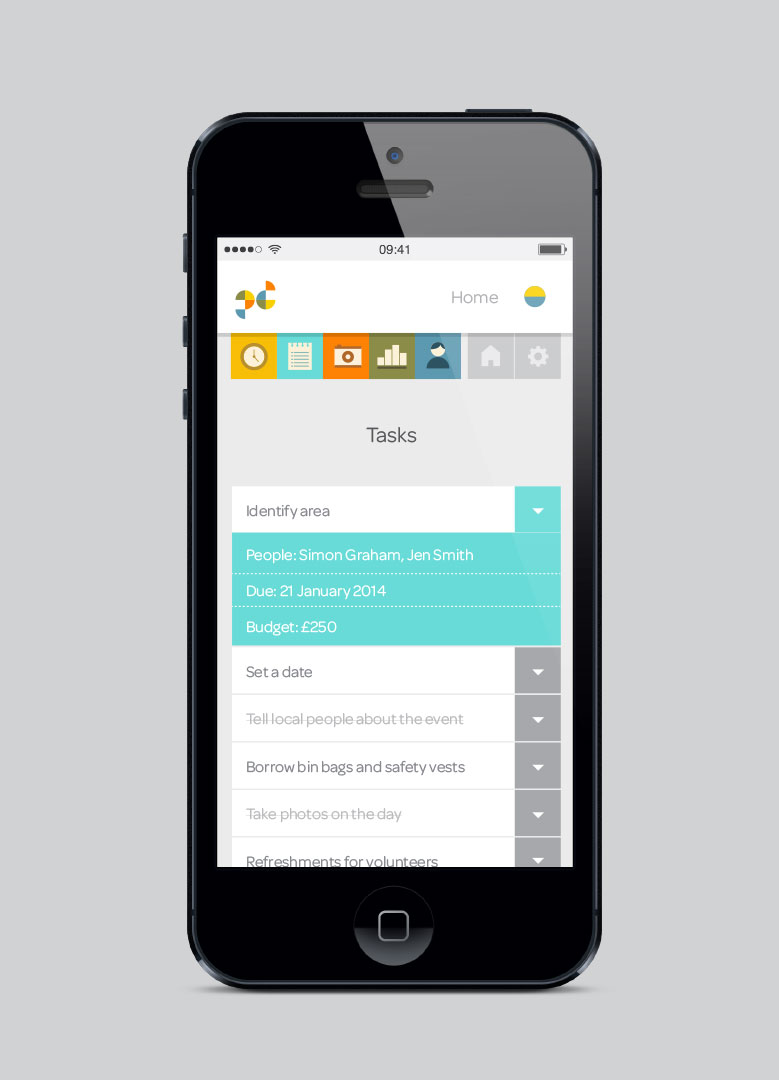 09:41
Home
Tasks
Identify area
People: Simon Graham, Jen Smith
Due: 21 January 2014
Budget: £250
Set a date
Tell local people about the event
Borrow bin bags and safety vests
Take photos on the day
Refreshments for volunteers